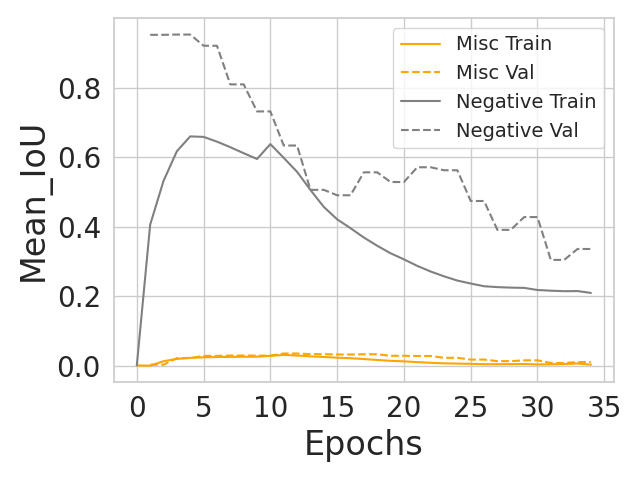 Misc Train
Misc Val
Negative Train
Negative Val
Mean_IoU
0.8
0.6
0.4
0.2
0.0
0 5 10 15 20 25 30 35
Epochs